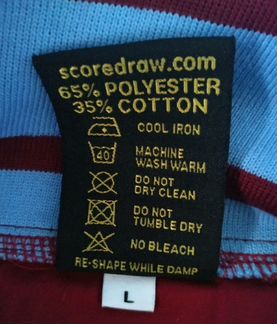 scoredraw.com
65% POLYESTER
35% COTTON
COOL IRON
40
MACHINE
WASH WARM
DO NOT
DRY CLEAN
DO NOT
TUMBLE DRY
NO BLEACH
RE-SHAPE WHILE DAMP
L